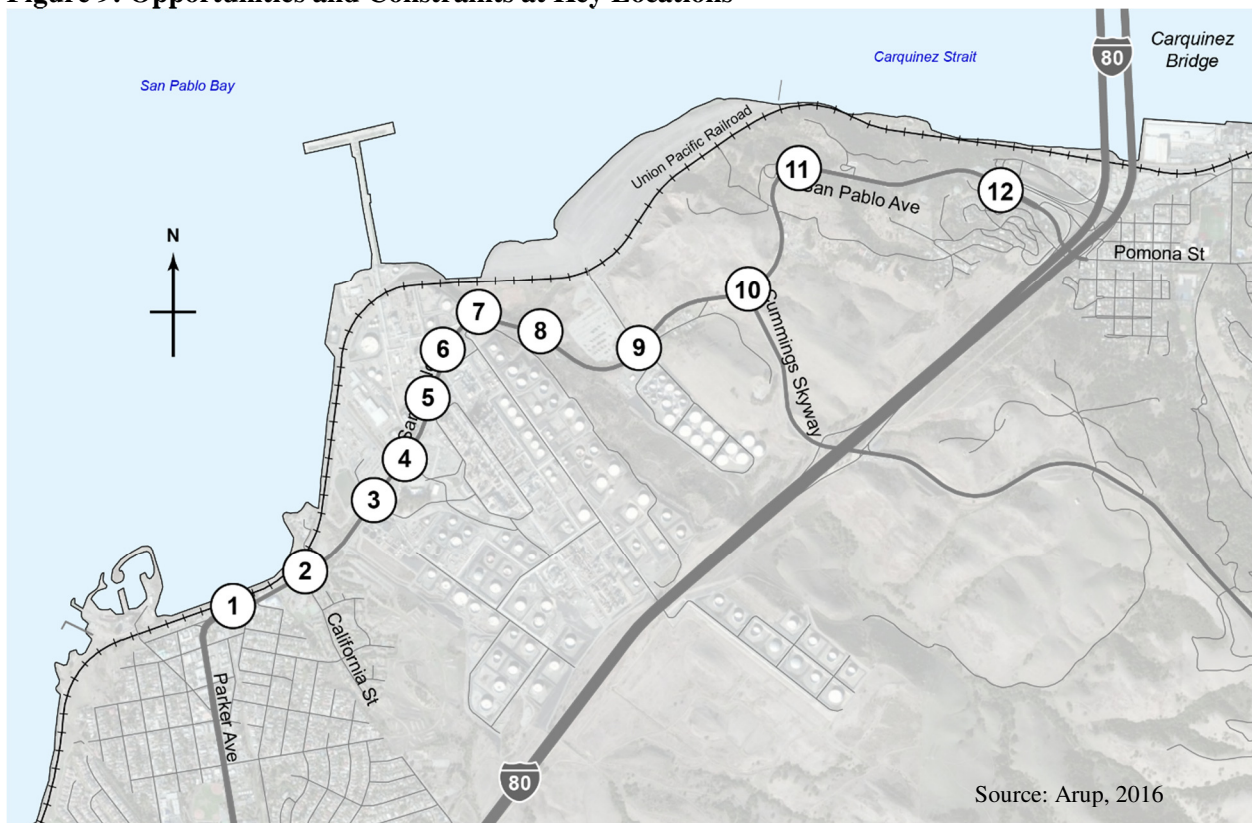 Figure 9: Opportunities and Constraints at Key Locations
80
Carquinez
Bridge
San Pablo Bay
Carquinez Strait
Union Pacific Railroad
11
San Pablo Ave
12
N
Pomona St
10
7
8
9
6
Cummings Skyway
5
4
3
2
1
California St
Parker Ave
80
Source: Arup, 2016